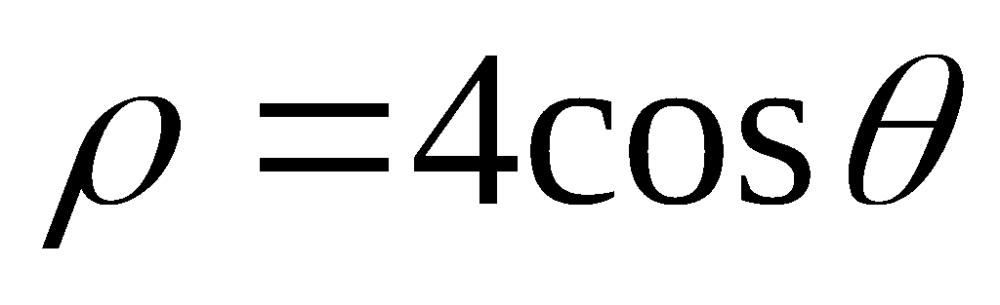 ρ = 4cosθ